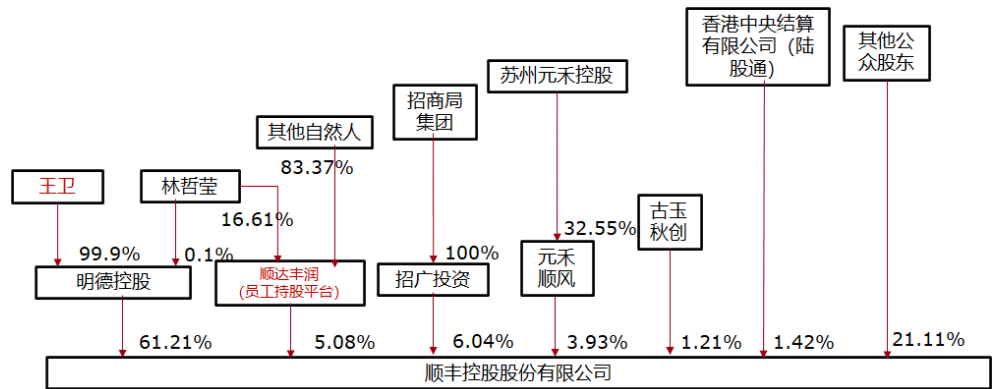 香港中央结算
有限公司（陆
股通）
其他公
众股东
苏州元禾控股
招商局
集团
其他自然人
83.37%
王卫
林哲莹
16.61%
古玉
秋创
32.55%
99.9%
0.1%
100%
明德控股
顺达丰润
(员工持股平台)
招广投资
元禾
顺风
61.21%
5.08%
6.04%
3.93%
1.21%
1.42%
21.11%
顺丰控股股份有限公司